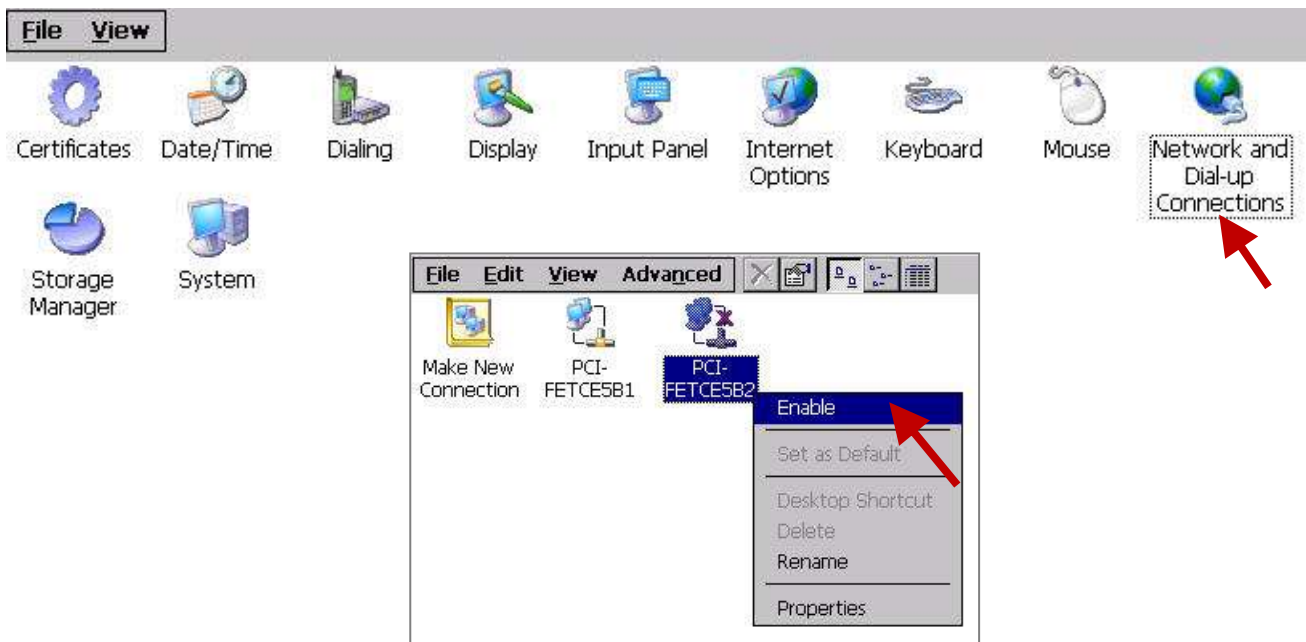 File View
Certificates Date/Time Dialing Display Input Panel Internet Keyboard Mouse Network and
Options Dial-up
Connections
Storage System
Manager
File Edit View Advanced
Make New PCI- PCI-
Connection FETCE5B1 FETCE5B2
Enable
Set as Default
Desktop Shortcut
Delete
Rename
Properties